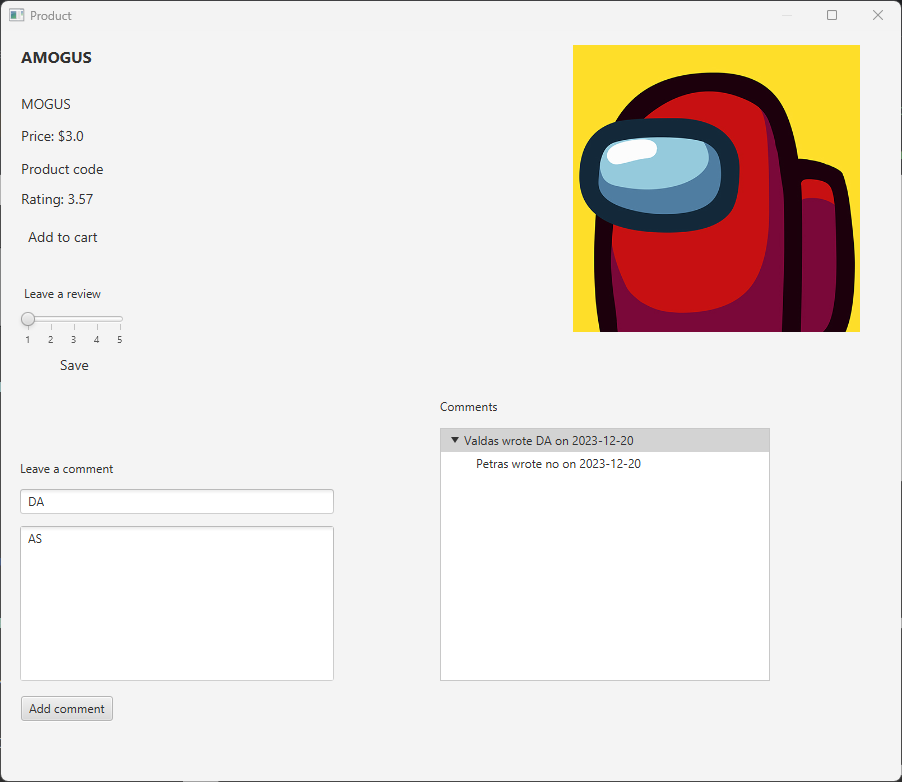 Product
AMOGUS
MOGUS
Price: $3.0
Product code
Rating: 3.57
Add to cart
Leave a review
1 2 3 4 5
Save
Comments
Valdas wrote DA on 2023-12-20
Petras wrote no on 2023-12-20
Leave a comment
DA
AS
Add comment